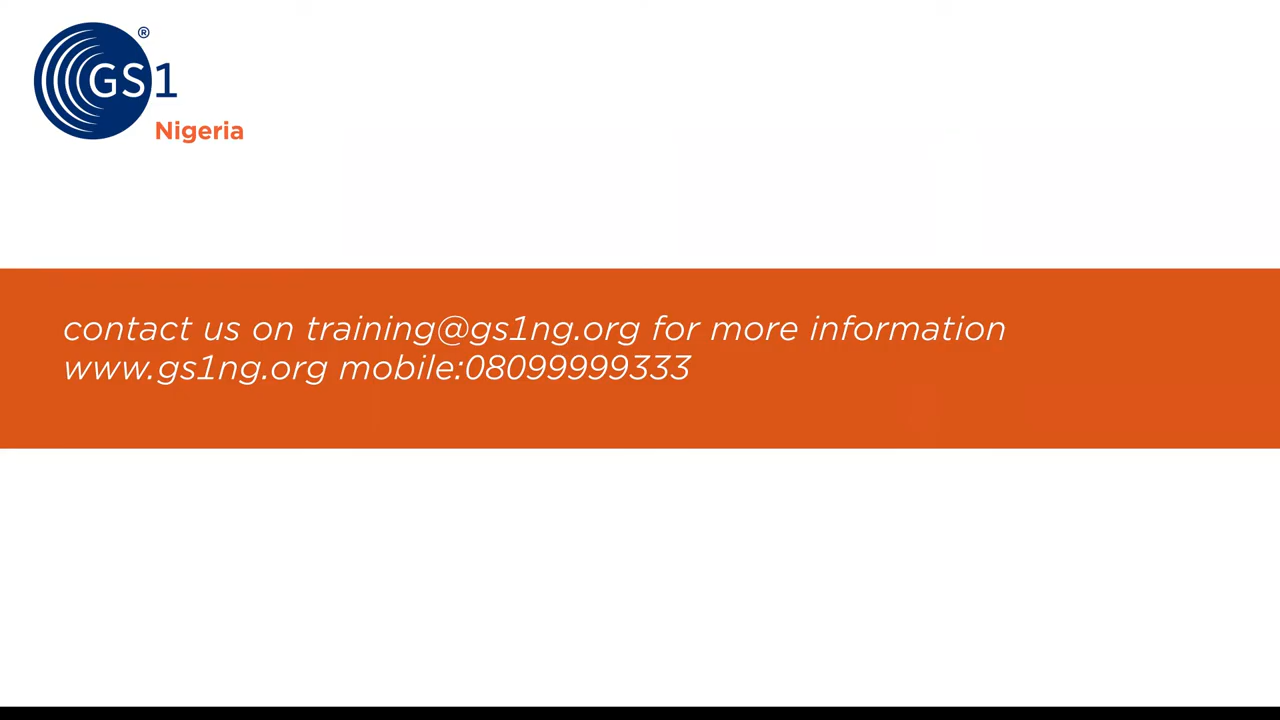 GS1®
Nigeria
contact us on training@gs1ng.org for more information
www.gs1ng.org mobile:08099999333